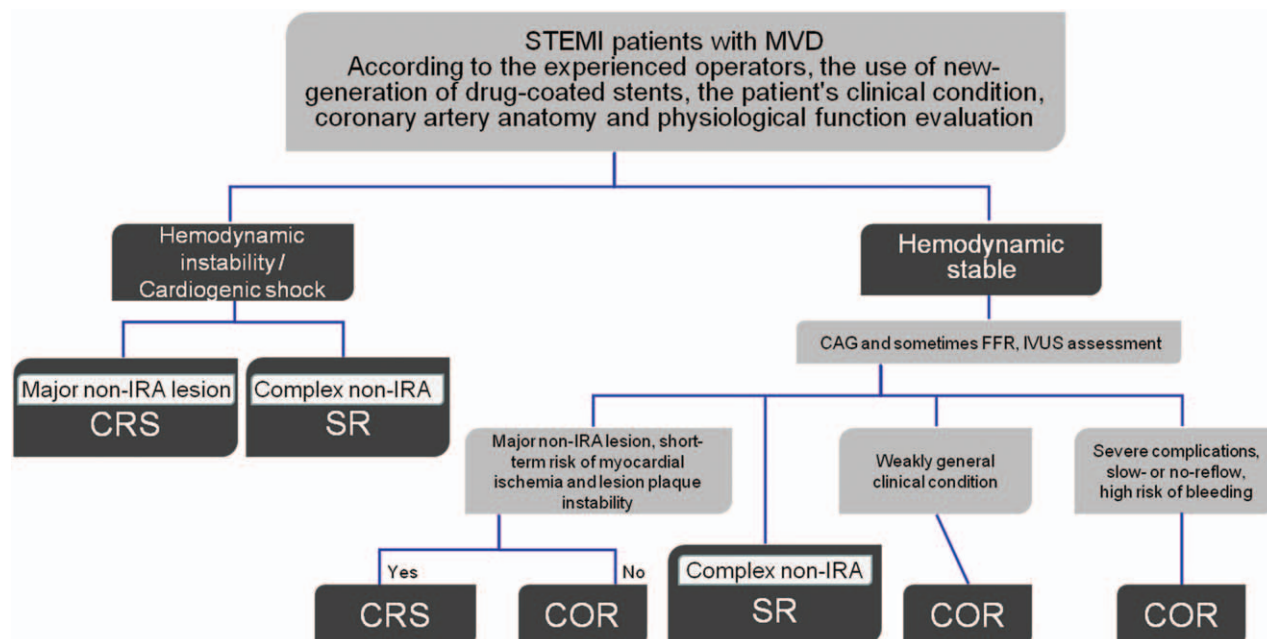 STEMI patients with MVD
According to the experienced operators, the use of new-
generation of drug-coated stents, the patient's clinical condition,
coronary artery anatomy and physiological function evaluation
Hemodynamic
instability /
Cardiogenic shock
Hemodynamic
stable
CAG and sometimes FFR, IVUS assessment
Major non-IRA lesion
CRS
Complex non-IRA
SR
Major non-IRA lesion, short-
term risk of myocardial
ischemia and lesion plaque
instability
Weakly general
clinical condition
Severe complications,
slow- or no-reflow,
high risk of bleeding
Yes
No
CRS
COR
Complex non-IRA
SR
COR
COR